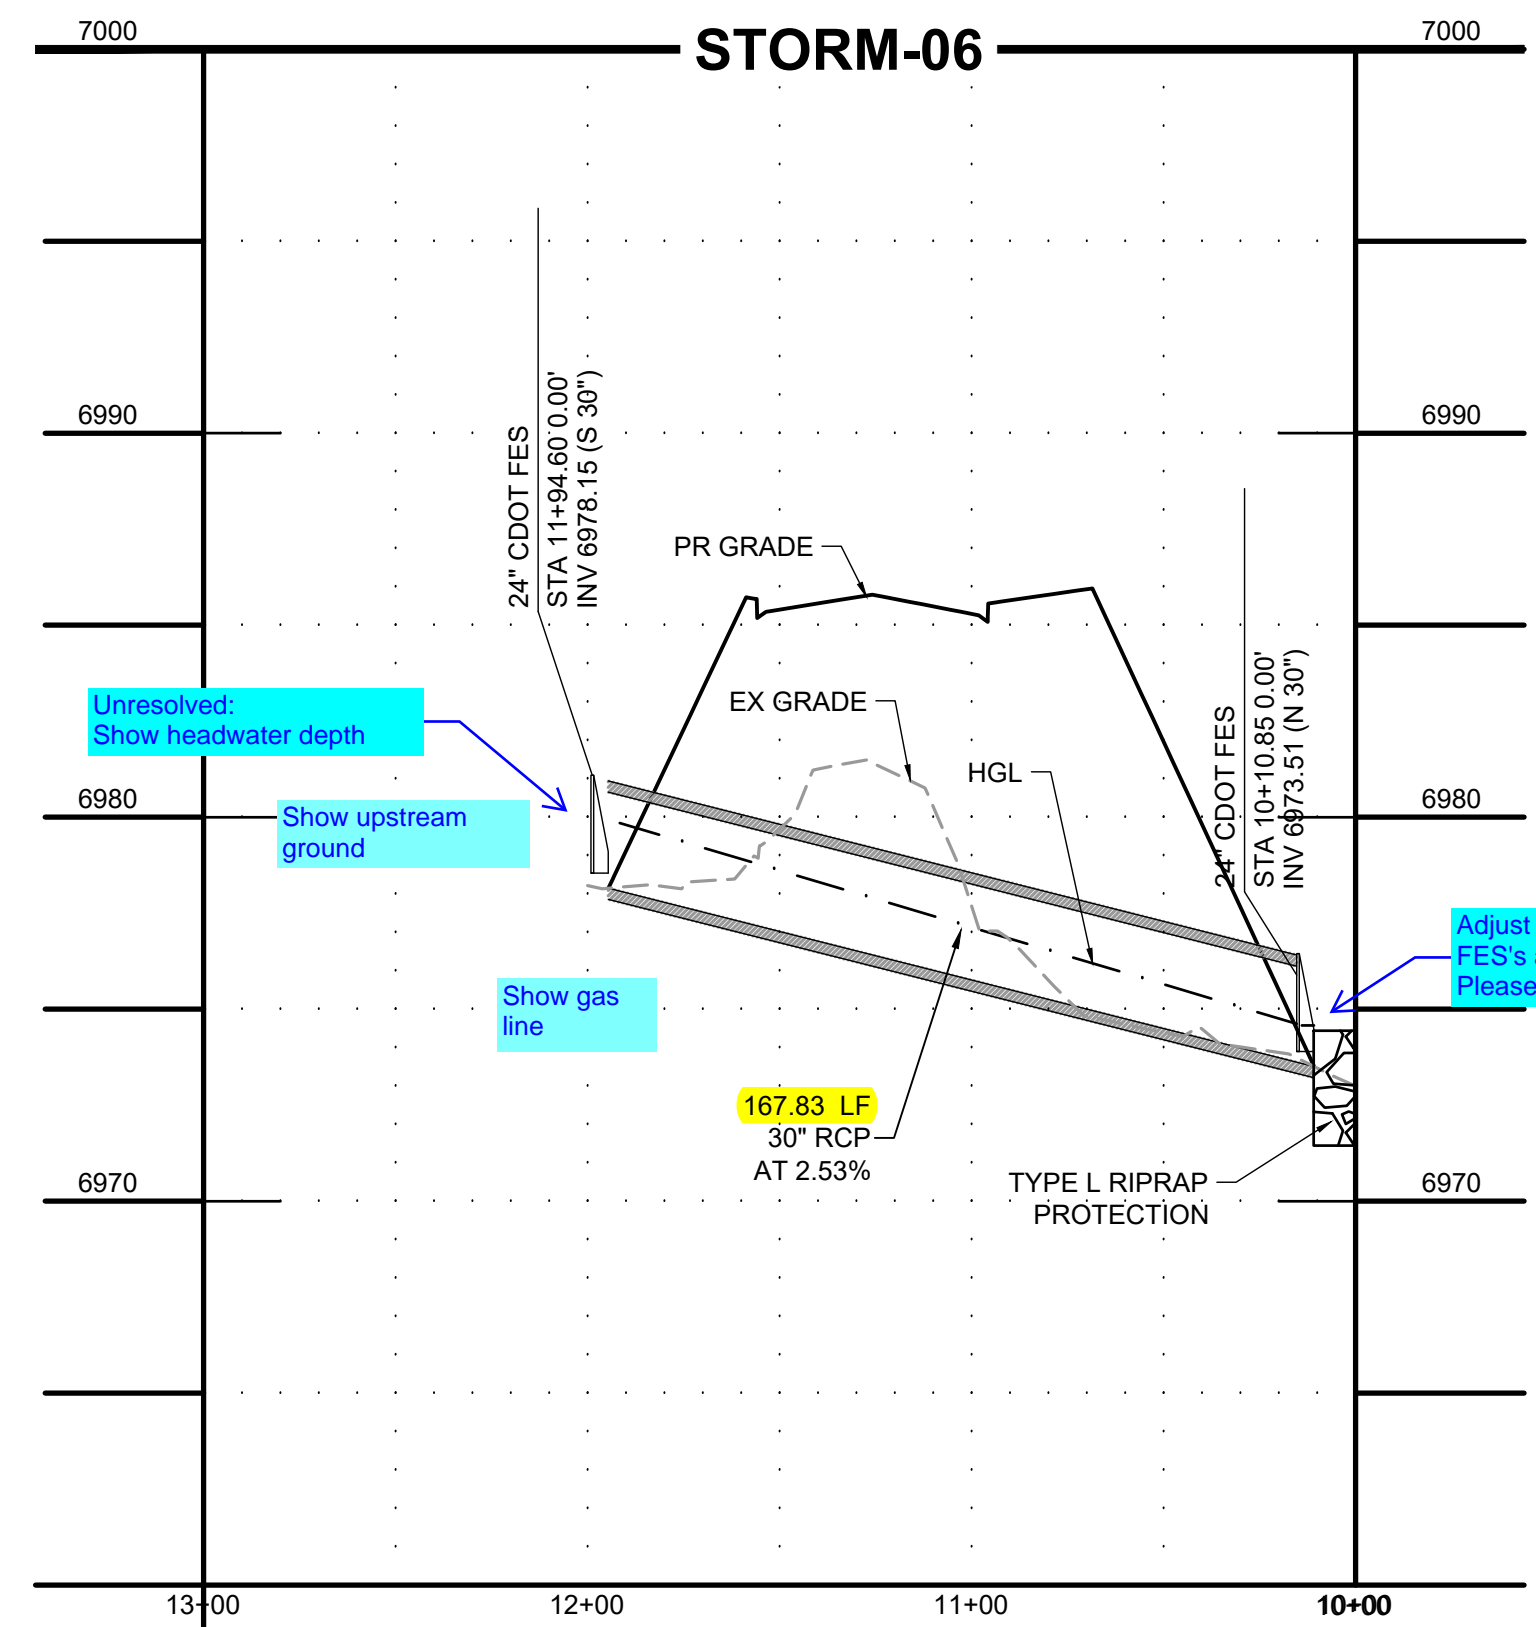 7000
STORM-06
7000
6990
6990
24" CDOT FES
STA 11+94.60 0.00'
INV 6978.15 (S 30")
PR GRADE
EX GRADE
HGL
24" CDOT FES
STA 10+10.85 0.00'
INV 6973.51 (N 30")
Unresolved:
Show headwater depth
6980
6980
Show upstream
ground
Adjust
FES's
Please
Show gas
line
167.83 LF
30" RCP
AT 2.53%
6970
6970
TYPE L RIPRAP
PROTECTION
13+00
12+00
11+00
10+00